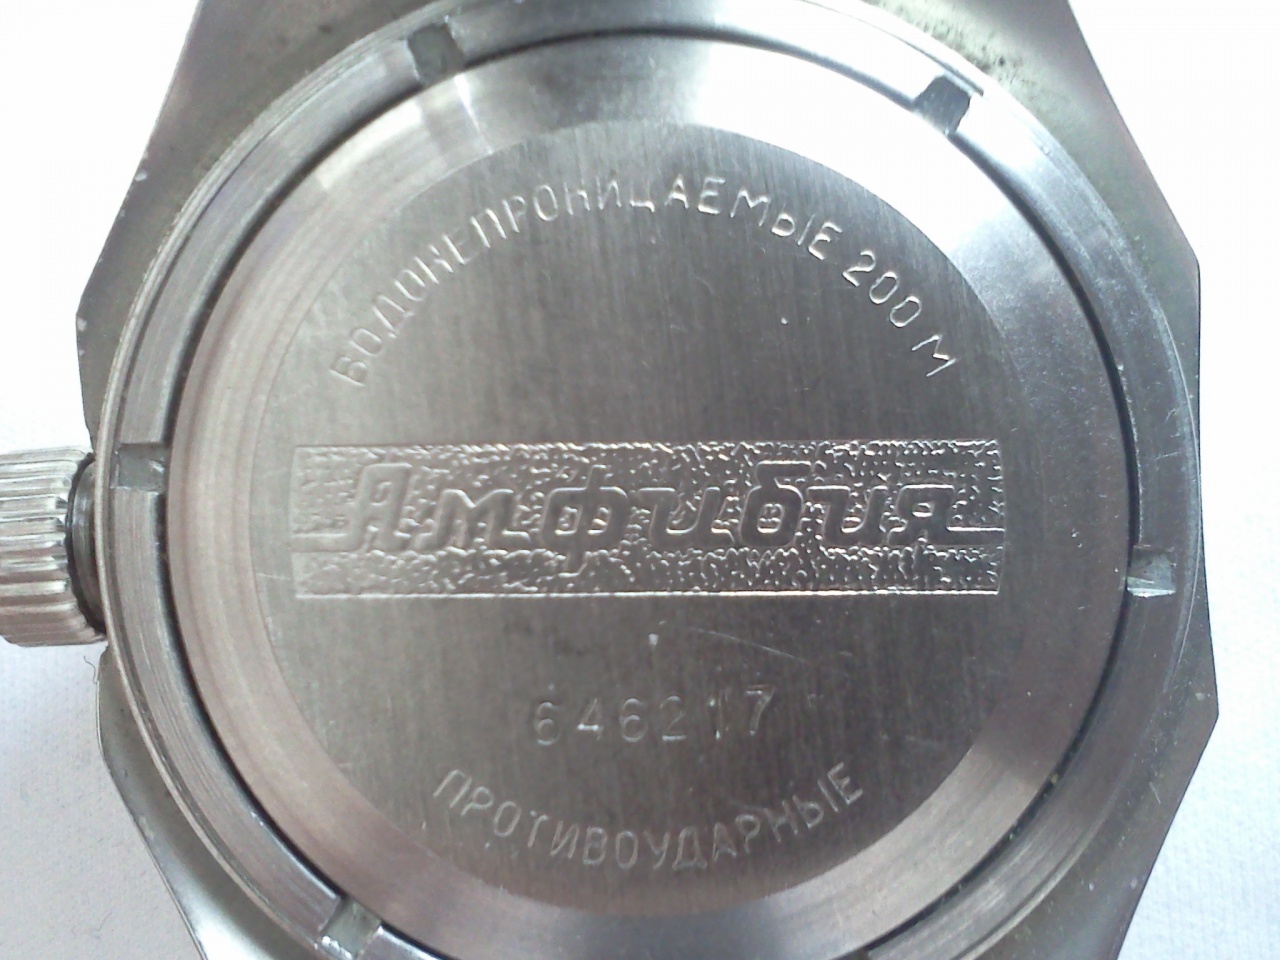 ВОДОНЕПРОНИЦАЕМЫЕ 200 М
Амфибия
646217
ПРОТИВОУДАРНЫЕ